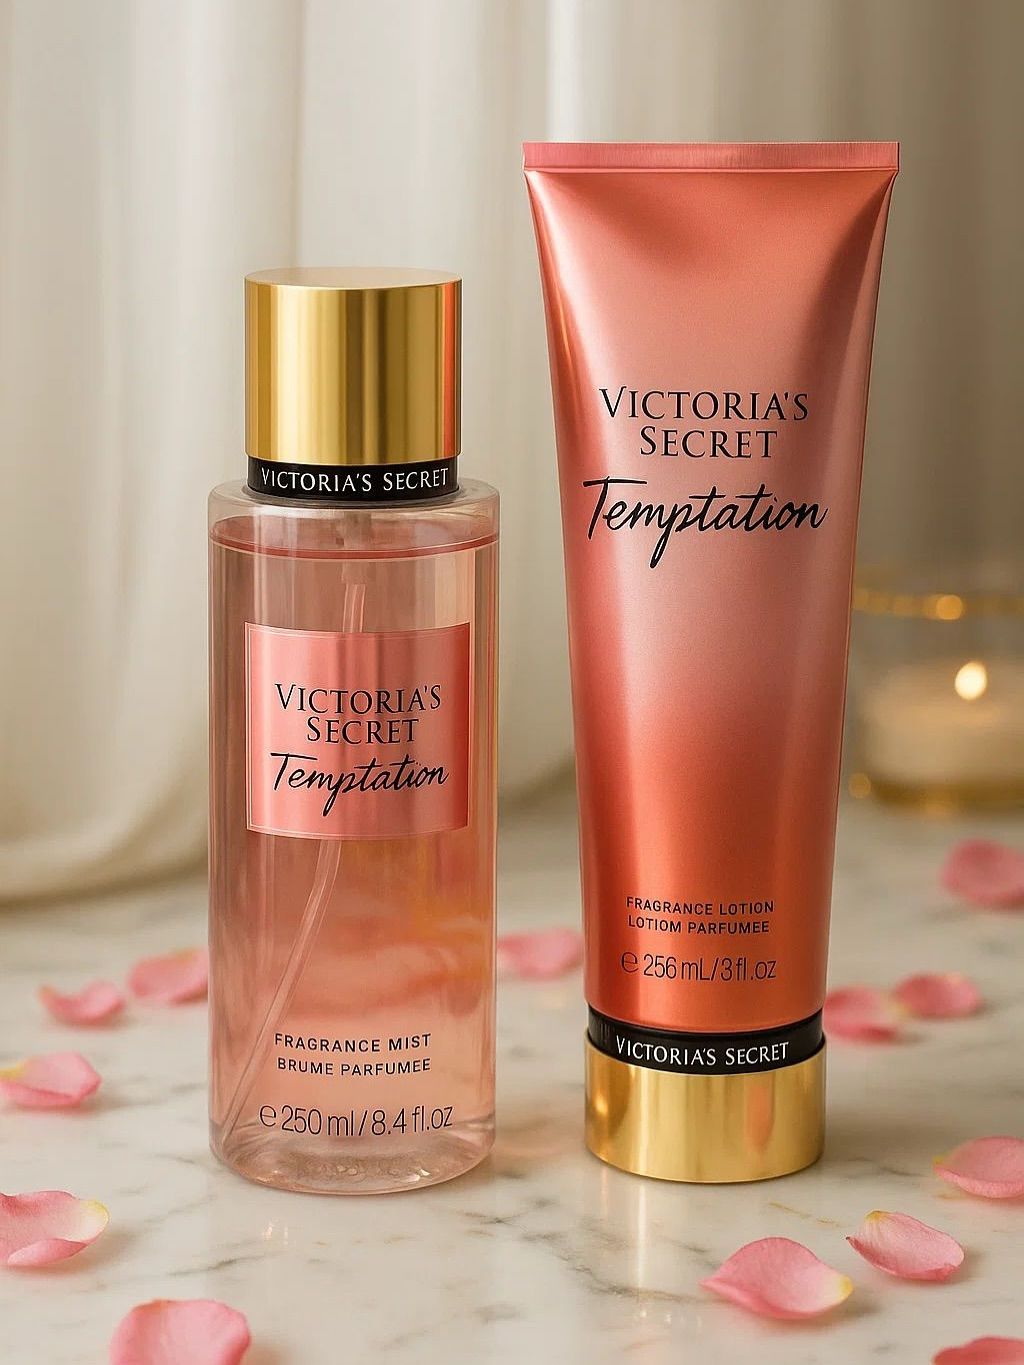 VICTORIA'S SECRET
VICTORIA'S
SECRET
Temptation
FRAGRANCE MIST
BRUME PARFUMEE
℮ 250 ml/8.4 fl.oz
VICTORIA'S
SECRET
Temptation
FRAGRANCE LOTION
LOTIOM PARFUMEE
℮ 256 mL/3 fl.oz
VICTORIA'S SECRET